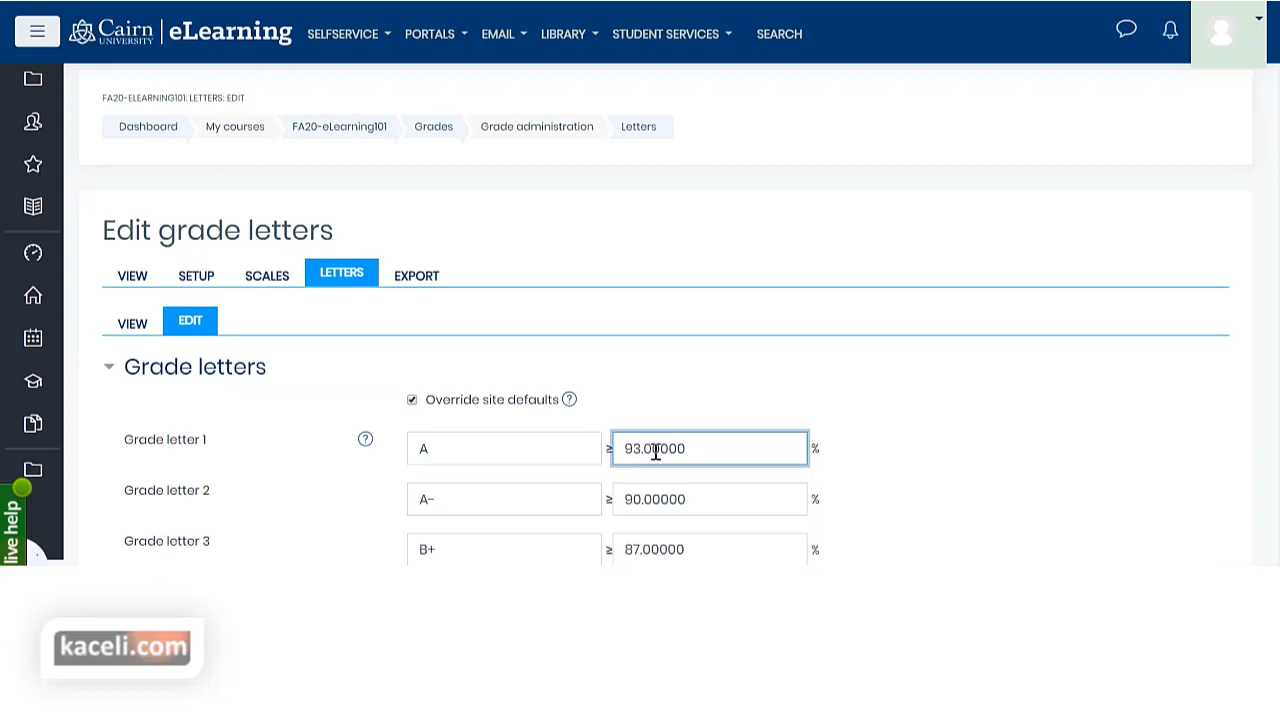 Cairn UNIVERSITY | eLearning SELFSERVICE PORTALS EMAIL LIBRARY STUDENT SERVICES SEARCH
FA20-ELEARNING101: LETTERS: EDIT
Dashboard My courses FA20-eLearning101 Grades Grade administration Letters
Edit grade letters
VIEW SETUP SCALES LETTERS EXPORT
VIEW EDIT
Grade letters
Override site defaults ?
Grade letter 1 ? A ≥ 93.00000 %
Grade letter 2 A- ≥ 90.00000 %
Grade letter 3 B+ ≥ 87.00000 %
live help
kaceli.com